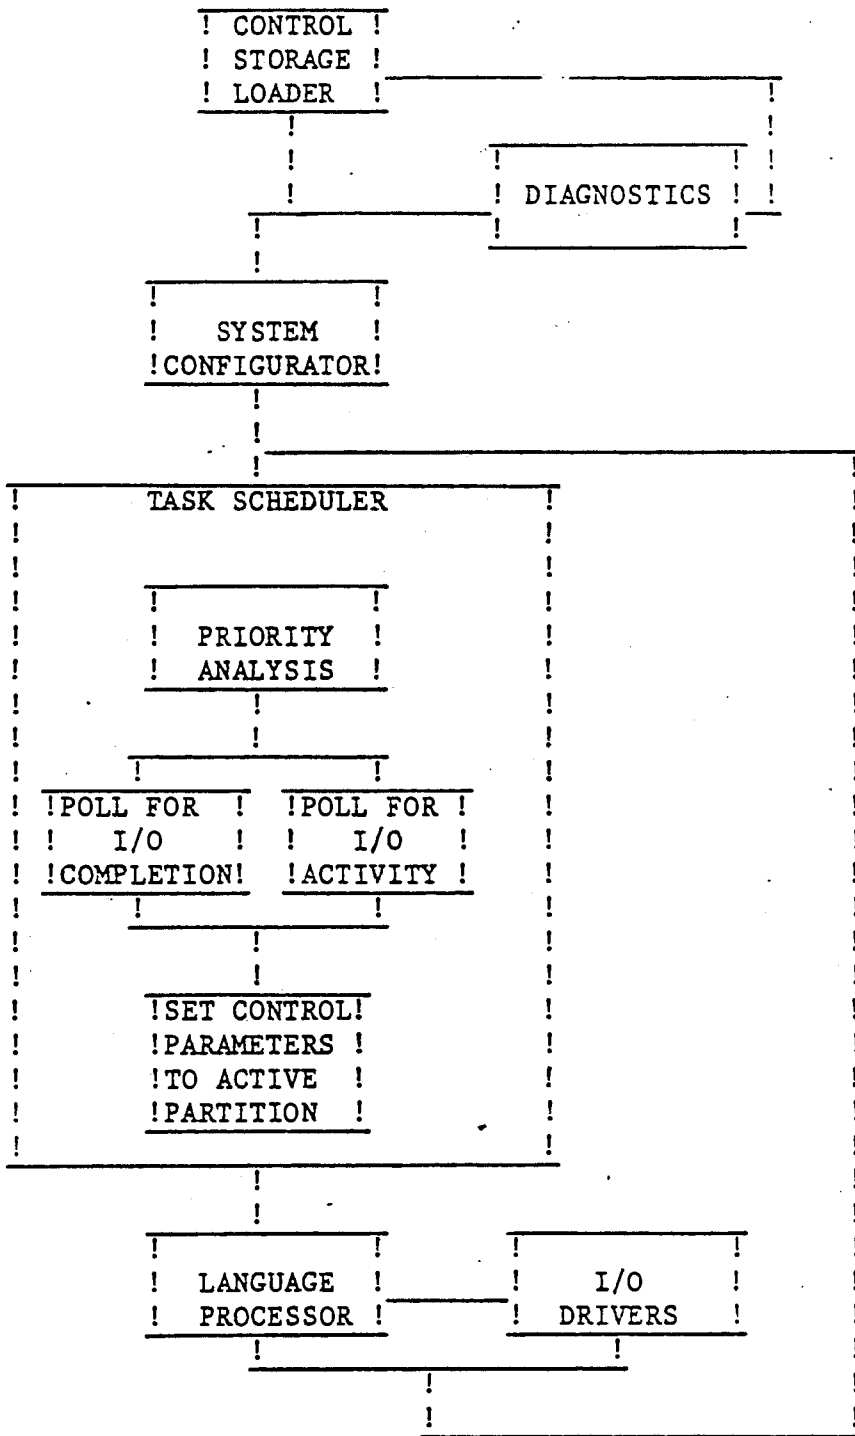 CONTROL
STORAGE
LOADER
DIAGNOSTICS
SYSTEM
CONFIGURATOR
TASK SCHEDULER
PRIORITY
ANALYSIS
POLL FOR
I/O
COMPLETION
POLL FOR
I/O
ACTIVITY
SET CONTROL
PARAMETERS
TO ACTIVE
PARTITION
LANGUAGE
PROCESSOR
I/O
DRIVERS